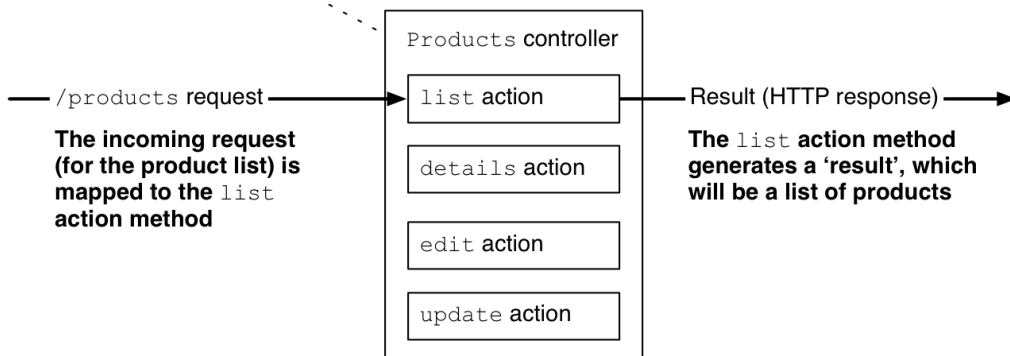 Products controller
/products request
list action
Result (HTTP response)
The incoming request
(for the product list) is
mapped to the list
action method
The list action method
generates a ‘result’, which
will be a list of products
details action
edit action
update action